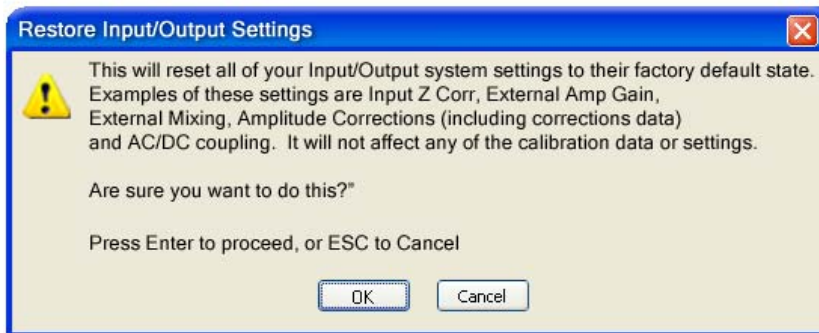 Restore Input/Output Settings
This will reset all of your Input/Output system settings to their factory default state.
Examples of these settings are Input Z Corr, External Amp Gain,
External Mixing, Amplitude Corrections (including corrections data)
and AC/DC coupling. It will not affect any of the calibration data or settings.
Are sure you want to do this?”
Press Enter to proceed, or ESC to Cancel
OK
Cancel